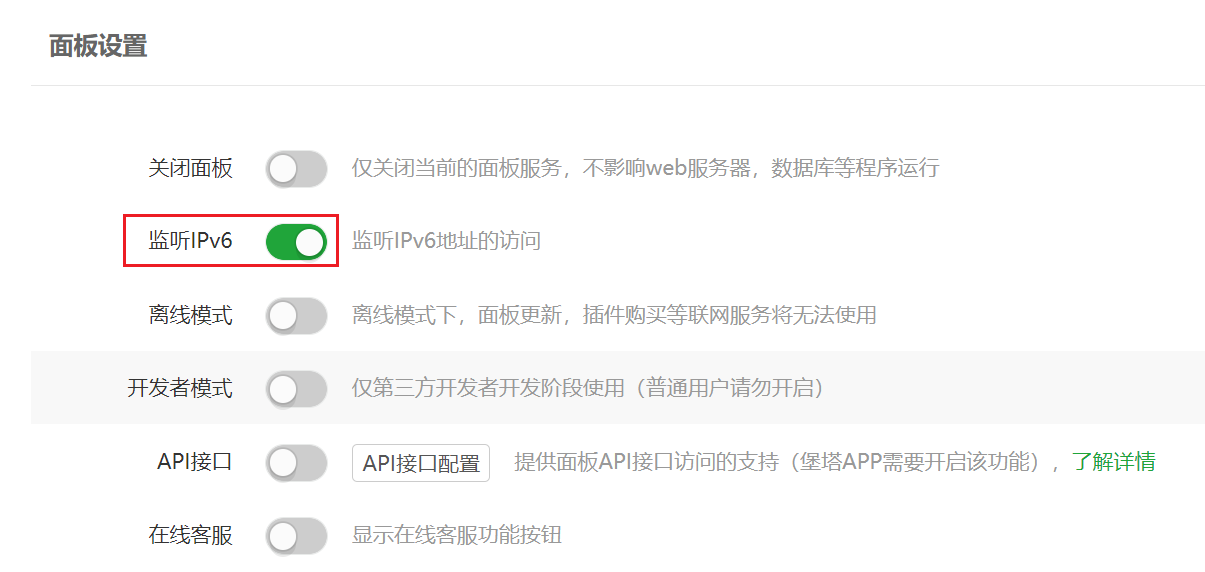 面板设置
关闭面板 仅关闭当前的面板服务，不影响web服务器，数据库等程序运行
监听IPv6 监听IPv6地址的访问
离线模式 离线模式下，面板更新，插件购买等联网服务将无法使用
开发者模式 仅第三方开发者开发阶段使用（普通用户请勿开启）
API接口 API接口配置 提供面板API接口访问的支持（堡塔APP需要开启该功能），了解详情
在线客服 显示在线客服功能按钮